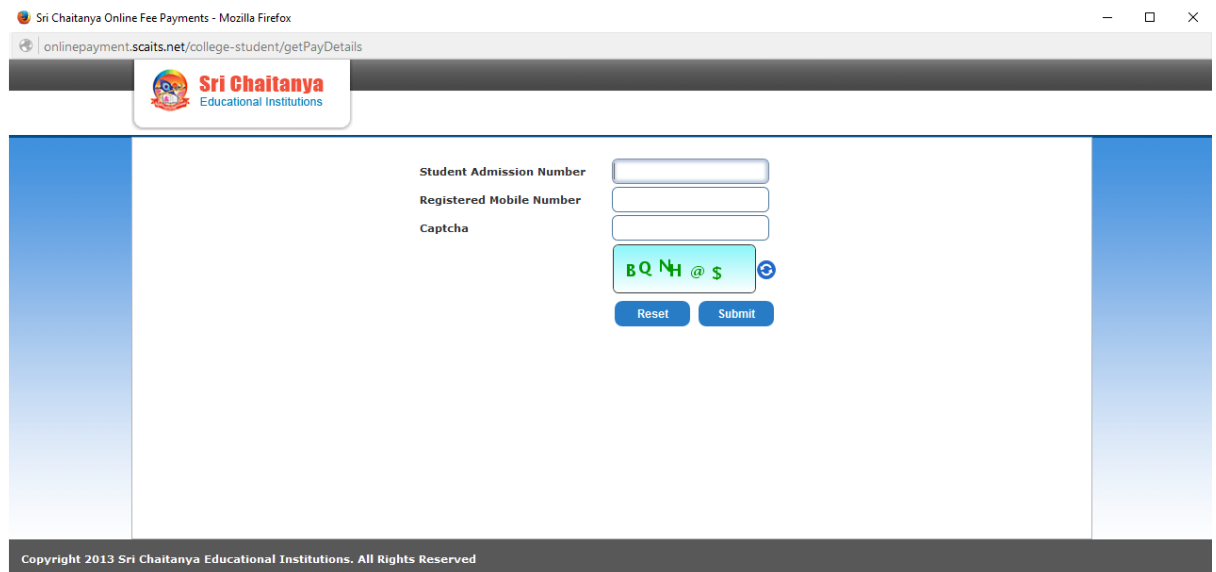 Sri Chaitanya Online Fee Payments - Mozilla Firefox
onlinepayment.scaits.net/college-student/getPayDetails
Sri Chaitanya
Educational Institutions
Student Admission Number
Registered Mobile Number
Captcha
BQNH@$
Reset Submit
Copyright 2013 Sri Chaitanya Educational Institutions. All Rights Reserved